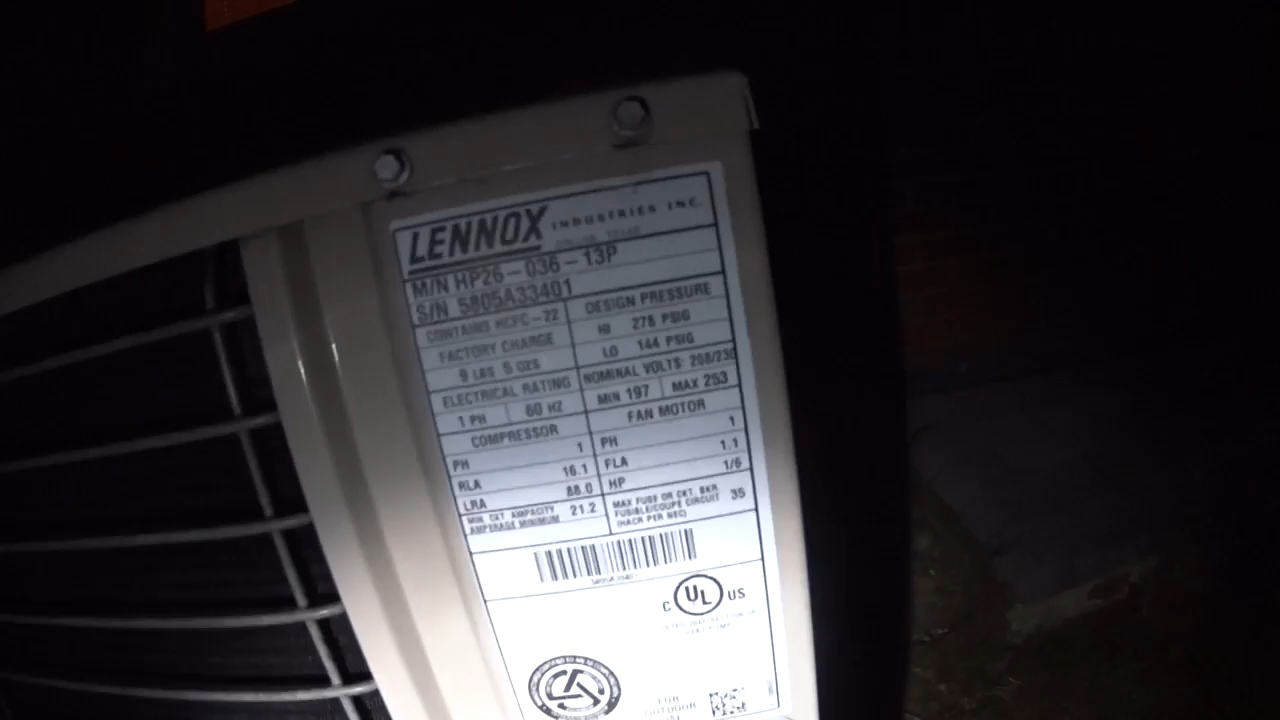 LENNOX INDUSTRIES INC.
M/N HP26-036-13P
S/N 5805A33401
CONTAINS HCFC-22
FACTORY CHARGE
9 LBS 5 OZS
DESIGN PRESSURE
HI 278 PSIG
LO 144 PSIG
ELECTRICAL RATING
NOMINAL VOLTS: 208/230
1 PH 60 HZ
MIN 197 MAX 253
COMPRESSOR
PH 1
RLA 16.1
LRA 88.0
FAN MOTOR
PH 1
FLA 1.1
HP 1/6
MIN. CKT. AMPACITY 21.2
AMPERAGE MINIMUM
MAX FUSE OR CKT. BKR. 35
FUSIBLE/COUPE CIRCUIT
(HACR PER NEC)
C UL US
FOR
OUTDOOR
USE